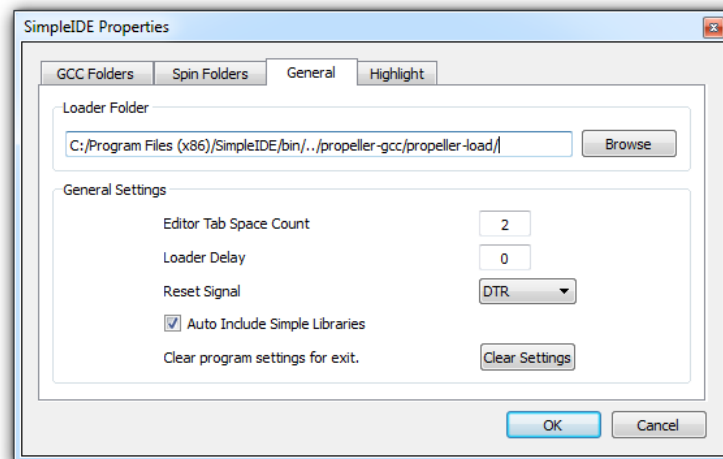 SimpleIDE Properties
GCC Folders Spin Folders General Highlight
Loader Folder
C:/Program Files (x86)/SimpleIDE/bin/../propeller-gcc/propeller-load/ Browse
General Settings
Editor Tab Space Count 2
Loader Delay 0
Reset Signal DTR
Auto Include Simple Libraries
Clear program settings for exit. Clear Settings
OK Cancel